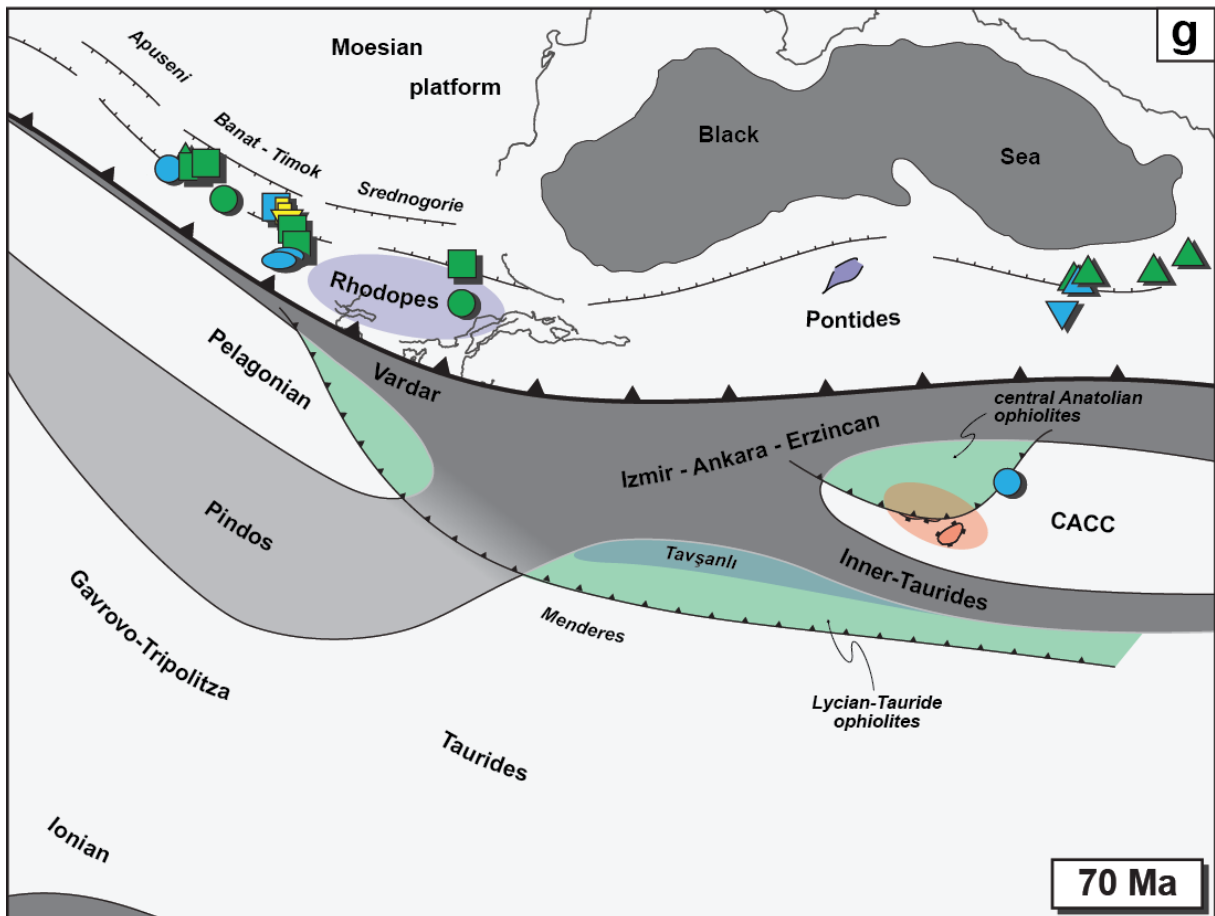 g
Apuseni
Moesian
platform
Black
Sea
Banat - Timok
Srednogorie
Rhodopes
Pontides
Pelagonian
Vardar
central Anatolian
ophiolites
Izmir - Ankara - Erzincan
CACC
Pindos
Tavşanlı
Inner-Taurides
Menderes
Gavrovo-Tripolitza
Lycian-Tauride
ophiolites
Taurides
Ionian
70 Ma